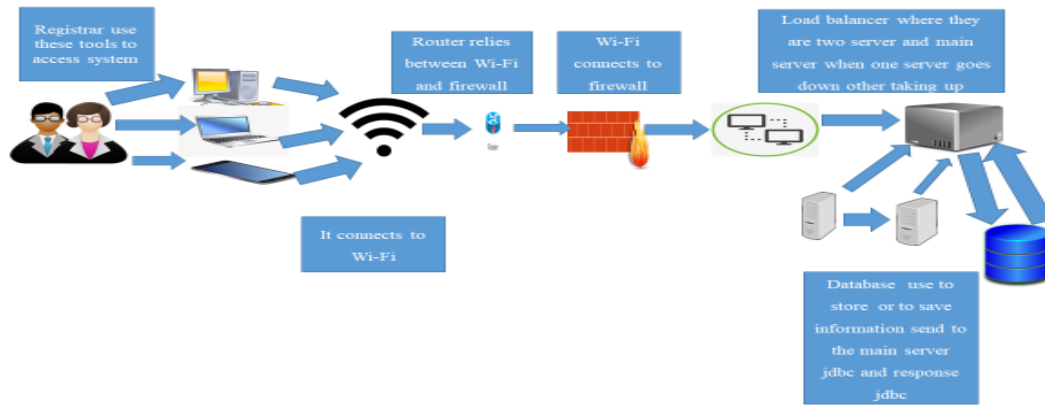 Registrar use
these tools to
access system
Router relies
between Wi-Fi
and firewall
Wi-Fi
connects to
firewall
Load balancer where they
are two server and main
server when one server goes
down other taking up
It connects to
Wi-Fi
Database use to
store or to save
information send to
the main server
jdbc and response
jdbc